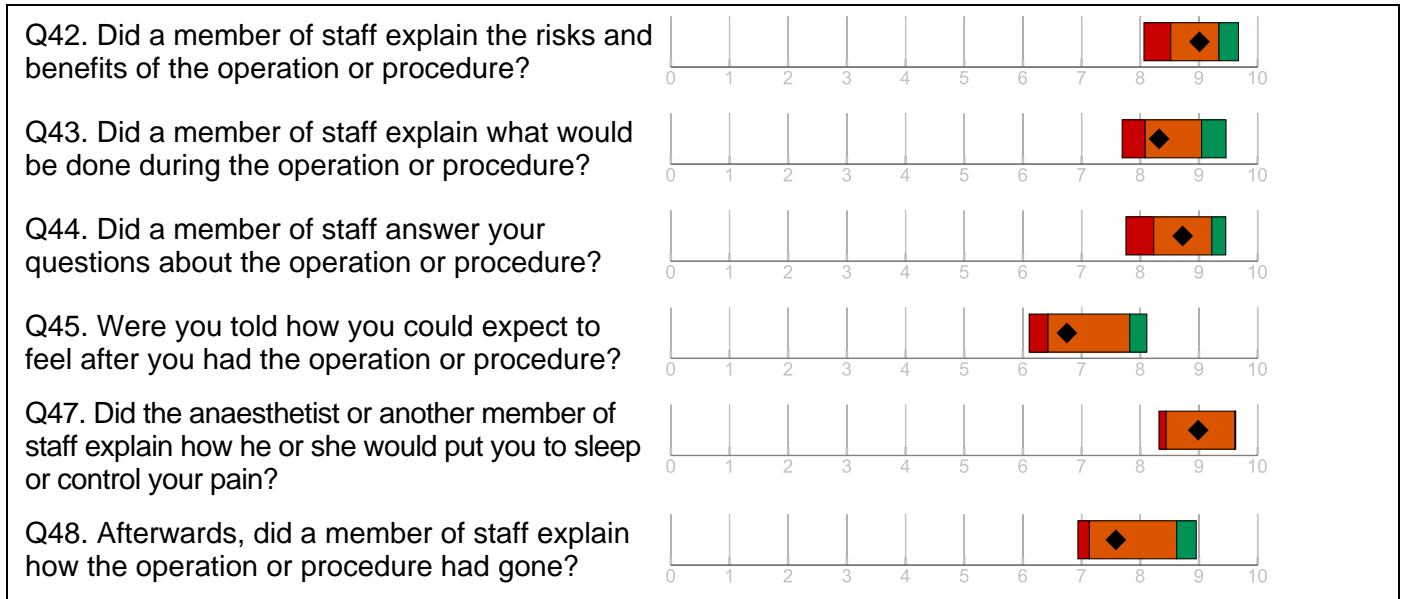 Q42. Did a member of staff explain the risks and
benefits of the operation or procedure?
0 1 2 3 4 5 6 7 8 9 10
Q43. Did a member of staff explain what would
be done during the operation or procedure?
0 1 2 3 4 5 6 7 8 9 10
Q44. Did a member of staff answer your
questions about the operation or procedure?
0 1 2 3 4 5 6 7 8 9 10
Q45. Were you told how you could expect to
feel after you had the operation or procedure?
0 1 2 3 4 5 6 7 8 9 10
Q47. Did the anaesthetist or another member of
staff explain how he or she would put you to sleep
or control your pain?
0 1 2 3 4 5 6 7 8 9 10
Q48. Afterwards, did a member of staff explain
how the operation or procedure had gone?
0 1 2 3 4 5 6 7 8 9 10